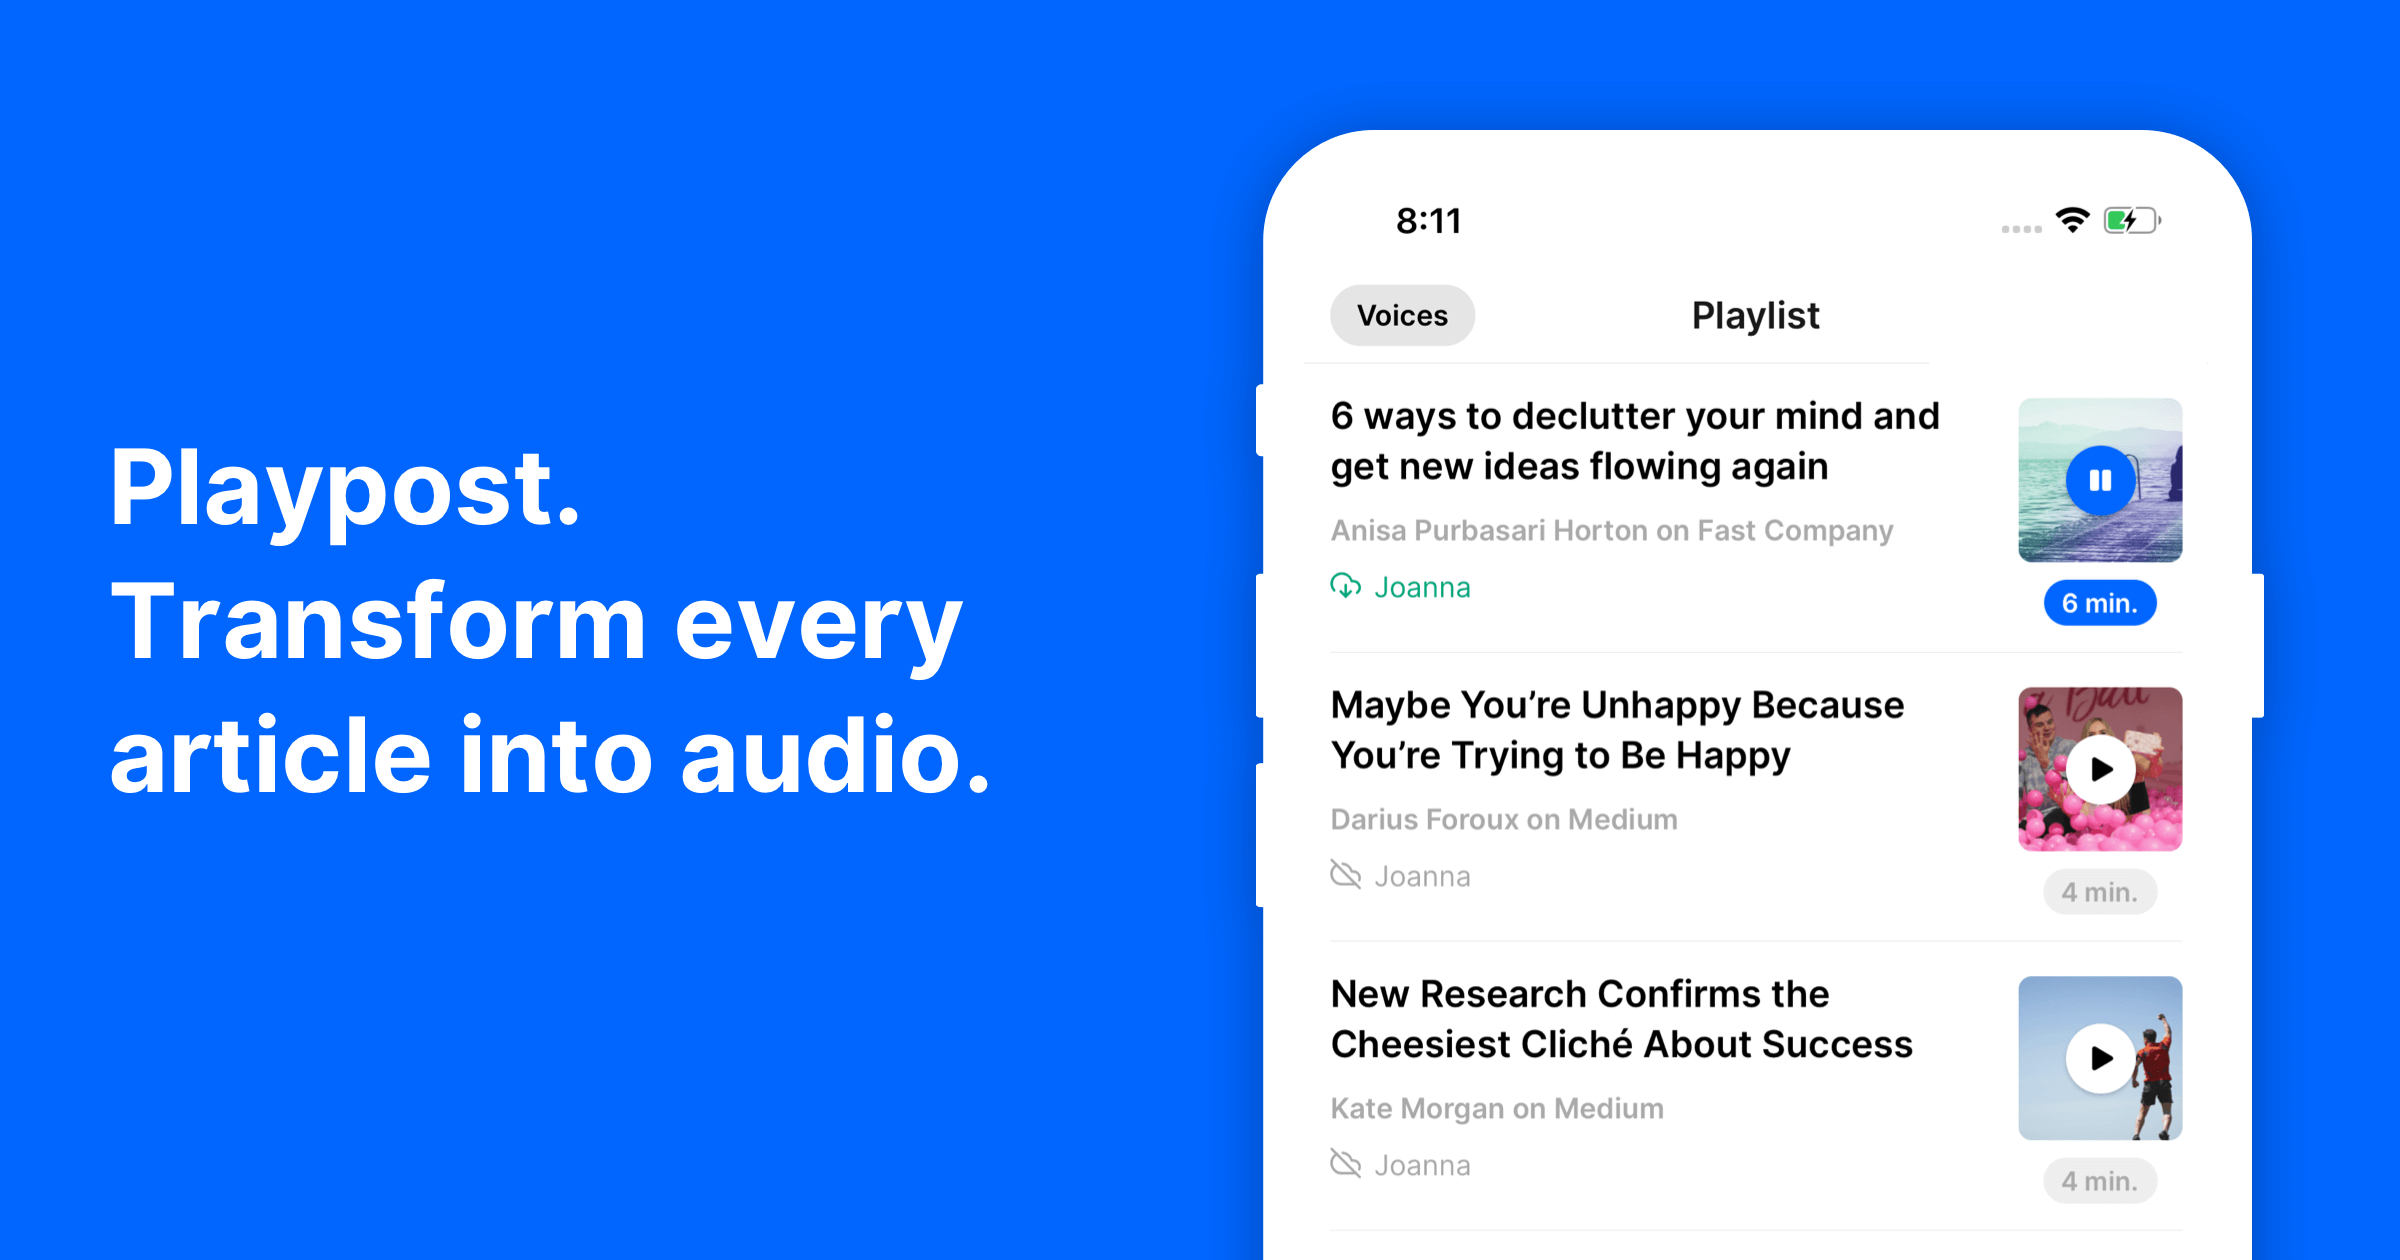 Playpost.
Transform every
article into audio.
8:11
Voices
Playlist
6 ways to declutter your mind and
get new ideas flowing again
Anisa Purbasari Horton on Fast Company
Joanna
6 min.
Maybe You’re Unhappy Because
You’re Trying to Be Happy
Darius Foroux on Medium
Joanna
4 min.
New Research Confirms the
Cheesiest Cliché About Success
Kate Morgan on Medium
Joanna
4 min.